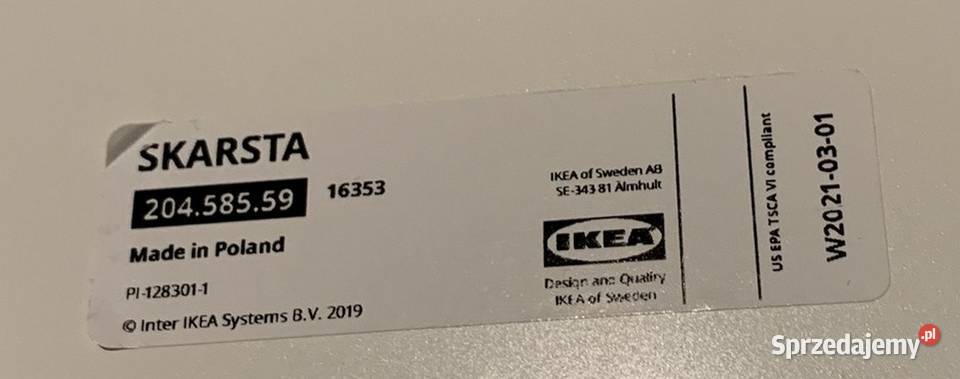 SKARSTA
204.585.59 16353
Made in Poland
PI-128301-1
© Inter IKEA Systems B.V. 2019
IKEA of Sweden AB
SE-343 81 Älmhult
IKEA
Design and Quality
IKEA of Sweden
US EPA TSCA VI compliant
W2021-03-01
Sprzedajemy.pl